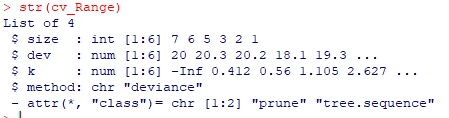 > str(cv_Range)
List of 4
 $ size  : int [1:6] 7 6 5 3 2 1
 $ dev   : num [1:6] 20 20.3 20.2 18.1 19.3 ...
 $ k     : num [1:6] -Inf 0.412 0.56 1.105 2.627 ...
 $ method: chr "deviance"
 - attr(*, "class")= chr [1:2] "prune" "tree.sequence"
>